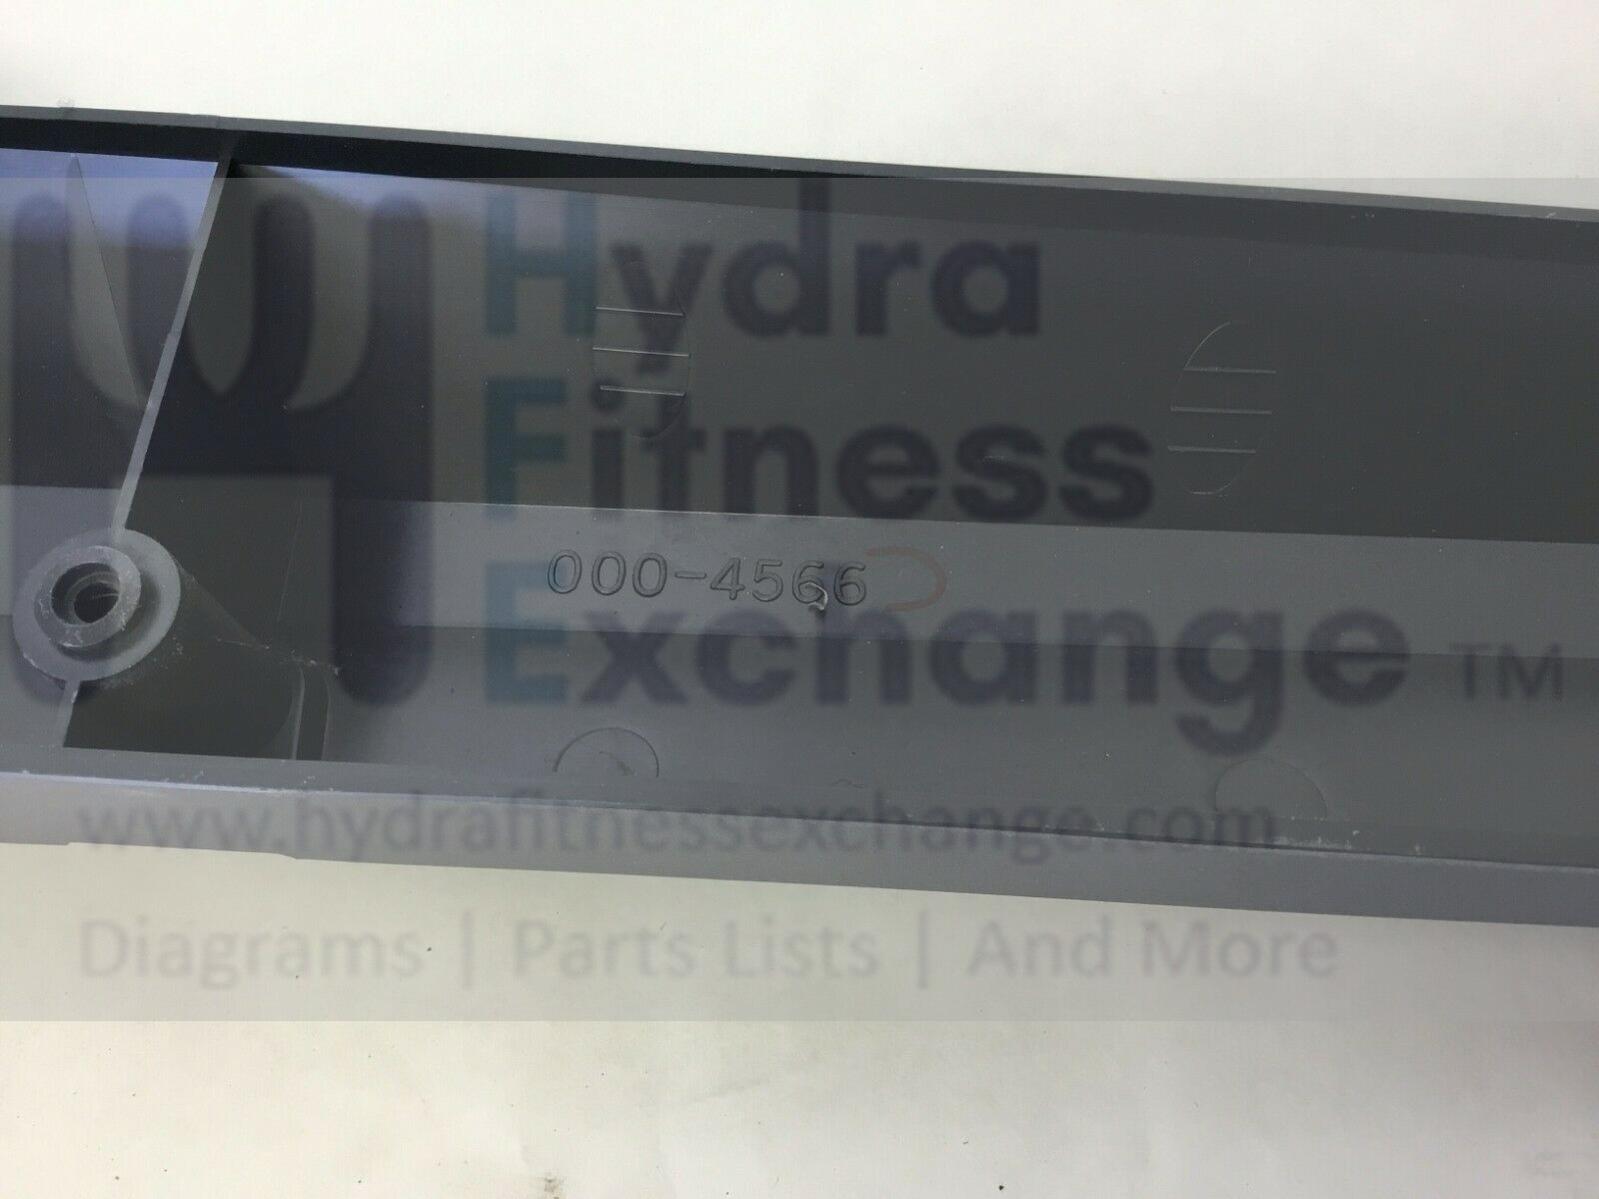 Hydra
Fitness
000-4566
Exchange ™
www.hydrafitnessexchange.com
Diagrams | Parts Lists | And More